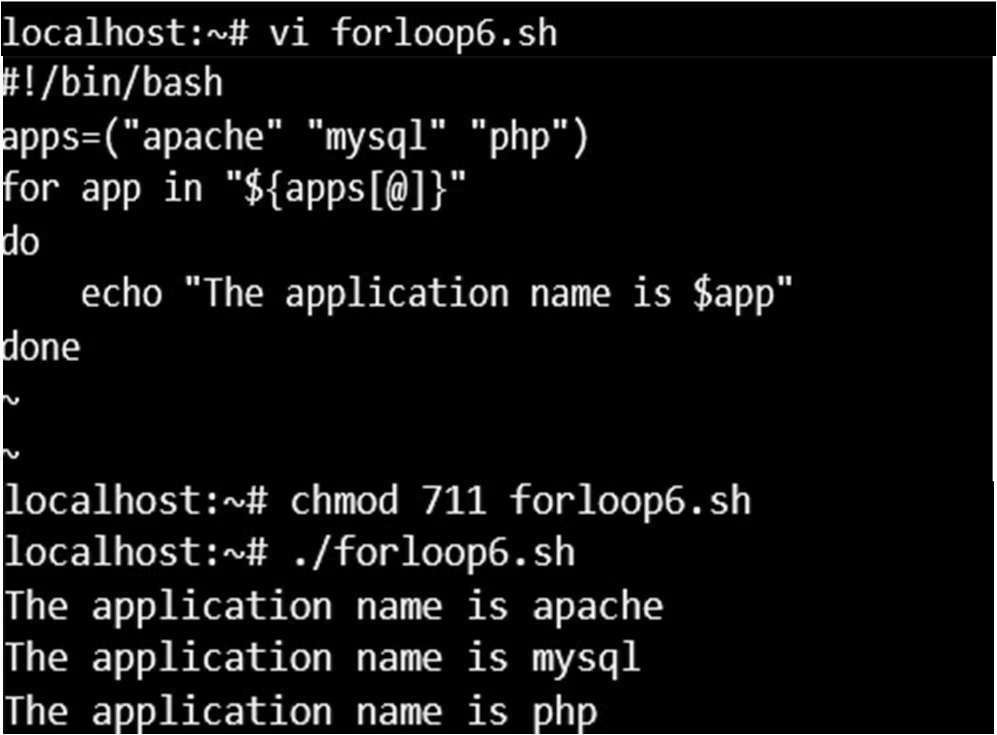 localhost:~# vi forloop6.sh
#!/bin/bash
apps=("apache" "mysql" "php")
for app in "${apps[@]}"
do
    echo "The application name is $app"
done
~
~
localhost:~# chmod 711 forloop6.sh
localhost:~# ./forloop6.sh
The application name is apache
The application name is mysql
The application name is php